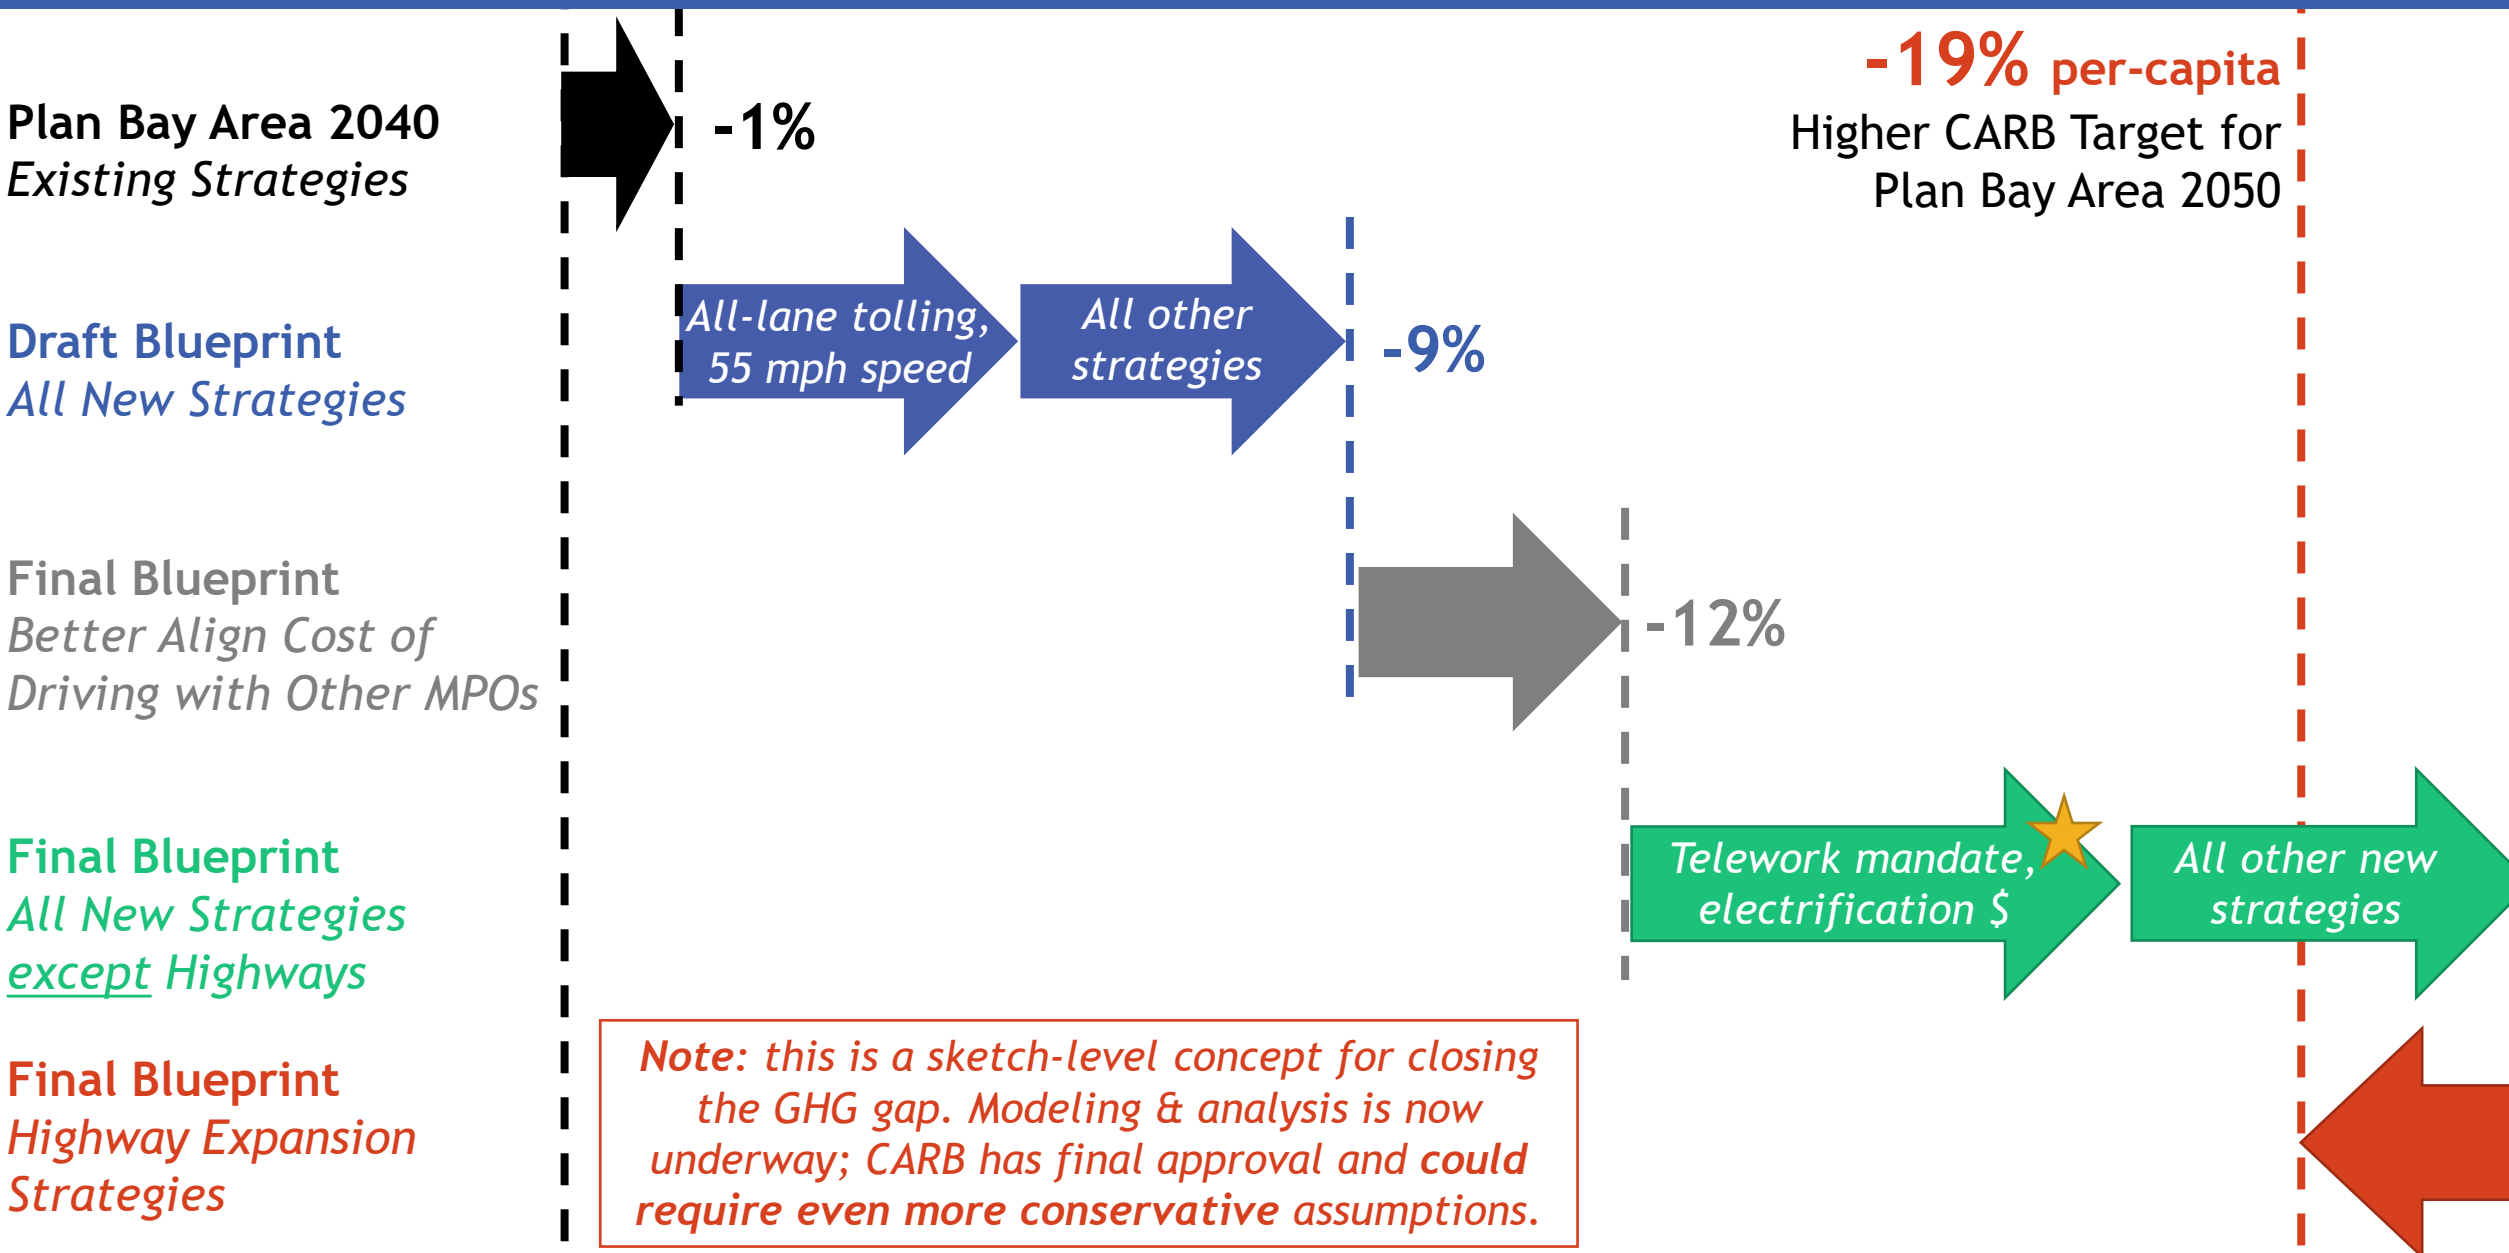 Plan Bay Area 2040
Existing Strategies
-1%
-19% per-capita
Higher CARB Target for
Plan Bay Area 2050
Draft Blueprint
All New Strategies
All-lane tolling,
55 mph speed
All other
strategies
-9%
Final Blueprint
Better Align Cost of
Driving with Other MPOs
-12%
Final Blueprint
All New Strategies
except Highways
Telework mandate,
electrification $
All other new
strategies
Final Blueprint
Highway Expansion
Strategies
Note: this is a sketch-level concept for closing
the GHG gap. Modeling & analysis is now
underway; CARB has final approval and could
require even more conservative assumptions.